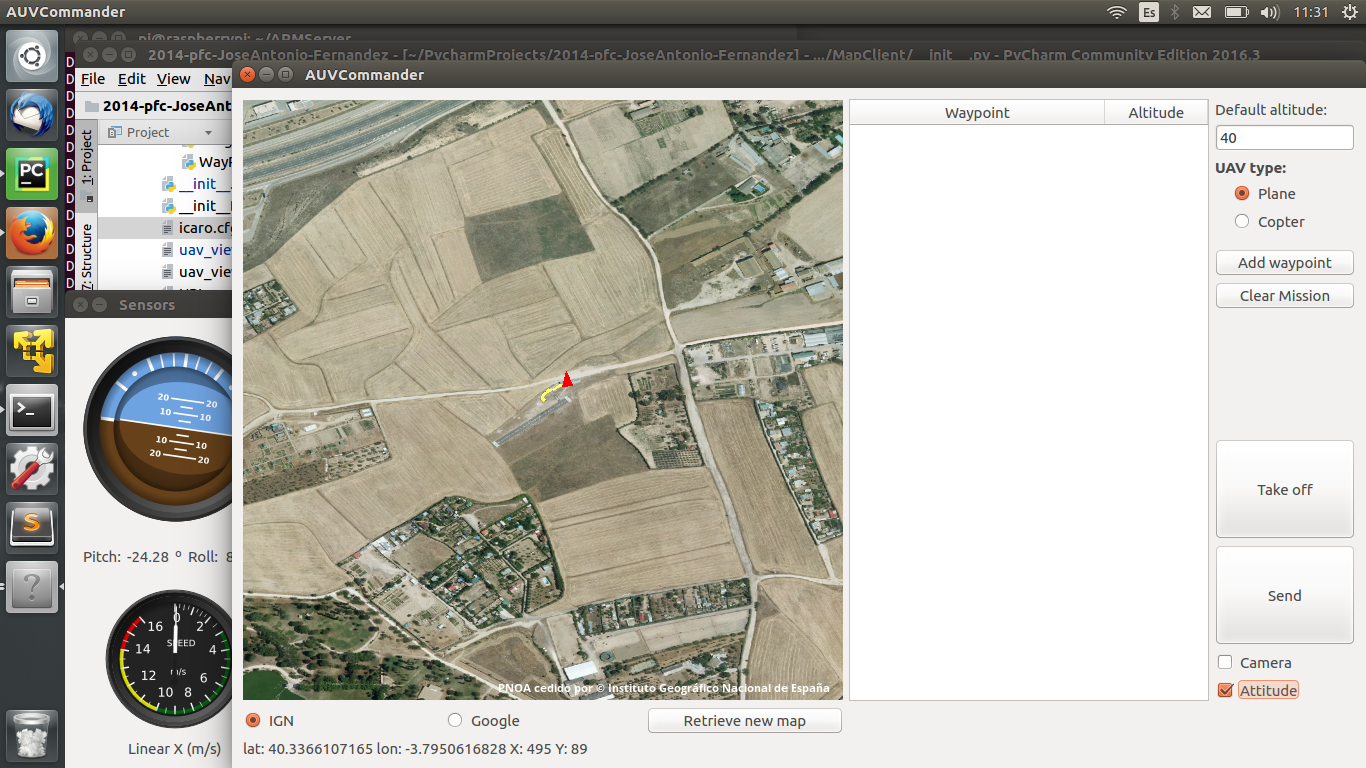 AUVCommander
Es
11:31
pi@raspberrypi: ~/APMServer
2014-pfc-JoseAntonio-Fernandez - [~/PycharmProjects/2014-pfc-JoseAntonio-Fernandez] - .../MapClient/__init__.py - PyCharm Community Edition 2016.3
AUVCommander
File Edit View Nav
2014-pfc-JoseAnt
Project
1: Project
WayP
__init__.
__init__
icaro.cfg
uav_vie
uav_vie
7: Structure
PC
S
?
D
D
D
D
D
D
D
D
D
D
D
D
D
D
Sensors
20 20
10 10
10 10
20 20
Pitch: -24.28 º Roll: 8
0
16 2
SPEED
14 4
m/s
12 6
10 8
Linear X (m/s)
PNOA cedido por © Instituto Geográfico Nacional de España
IGN
Google
Retrieve new map
lat: 40.3366107165 lon: -3.7950616828 X: 495 Y: 89
Waypoint Altitude
Default altitude:
40
UAV type:
Plane
Copter
Add waypoint
Clear Mission
Take off
Send
Camera
Attitude